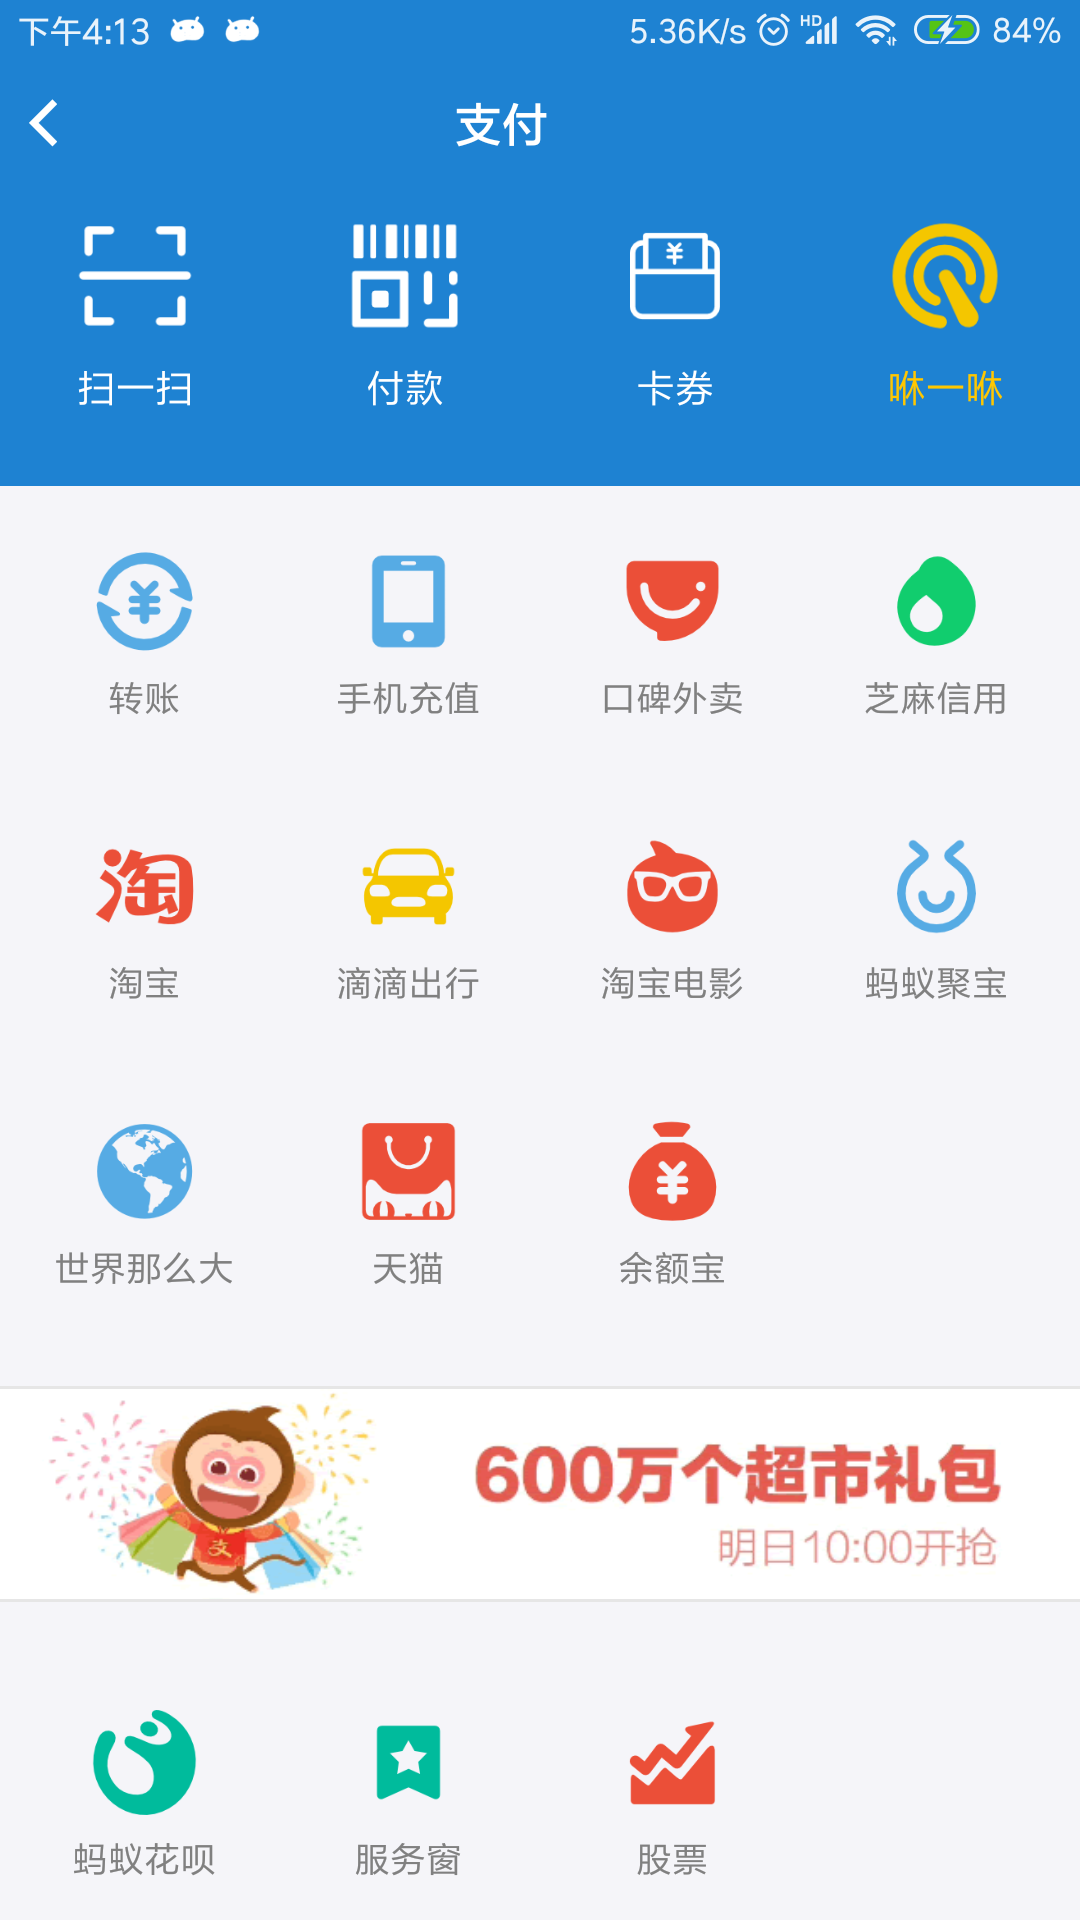 下午4:13 5.36K/s HD 84%
支付
¥
扫一扫 付款 卡券 咻一咻
¥
转账 手机充值 口碑外卖 芝麻信用
淘
淘宝 滴滴出行 淘宝电影 蚂蚁聚宝
¥
世界那么大 天猫 余额宝
600万个超市礼包
支
明日10:00开抢
蚂蚁花呗 服务窗 股票